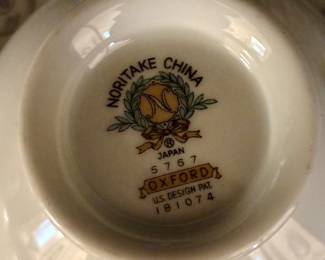 NORITAKE CHINA
N
®
JAPAN
5767
OXFORD
U.S. DESIGN PAT.
181074